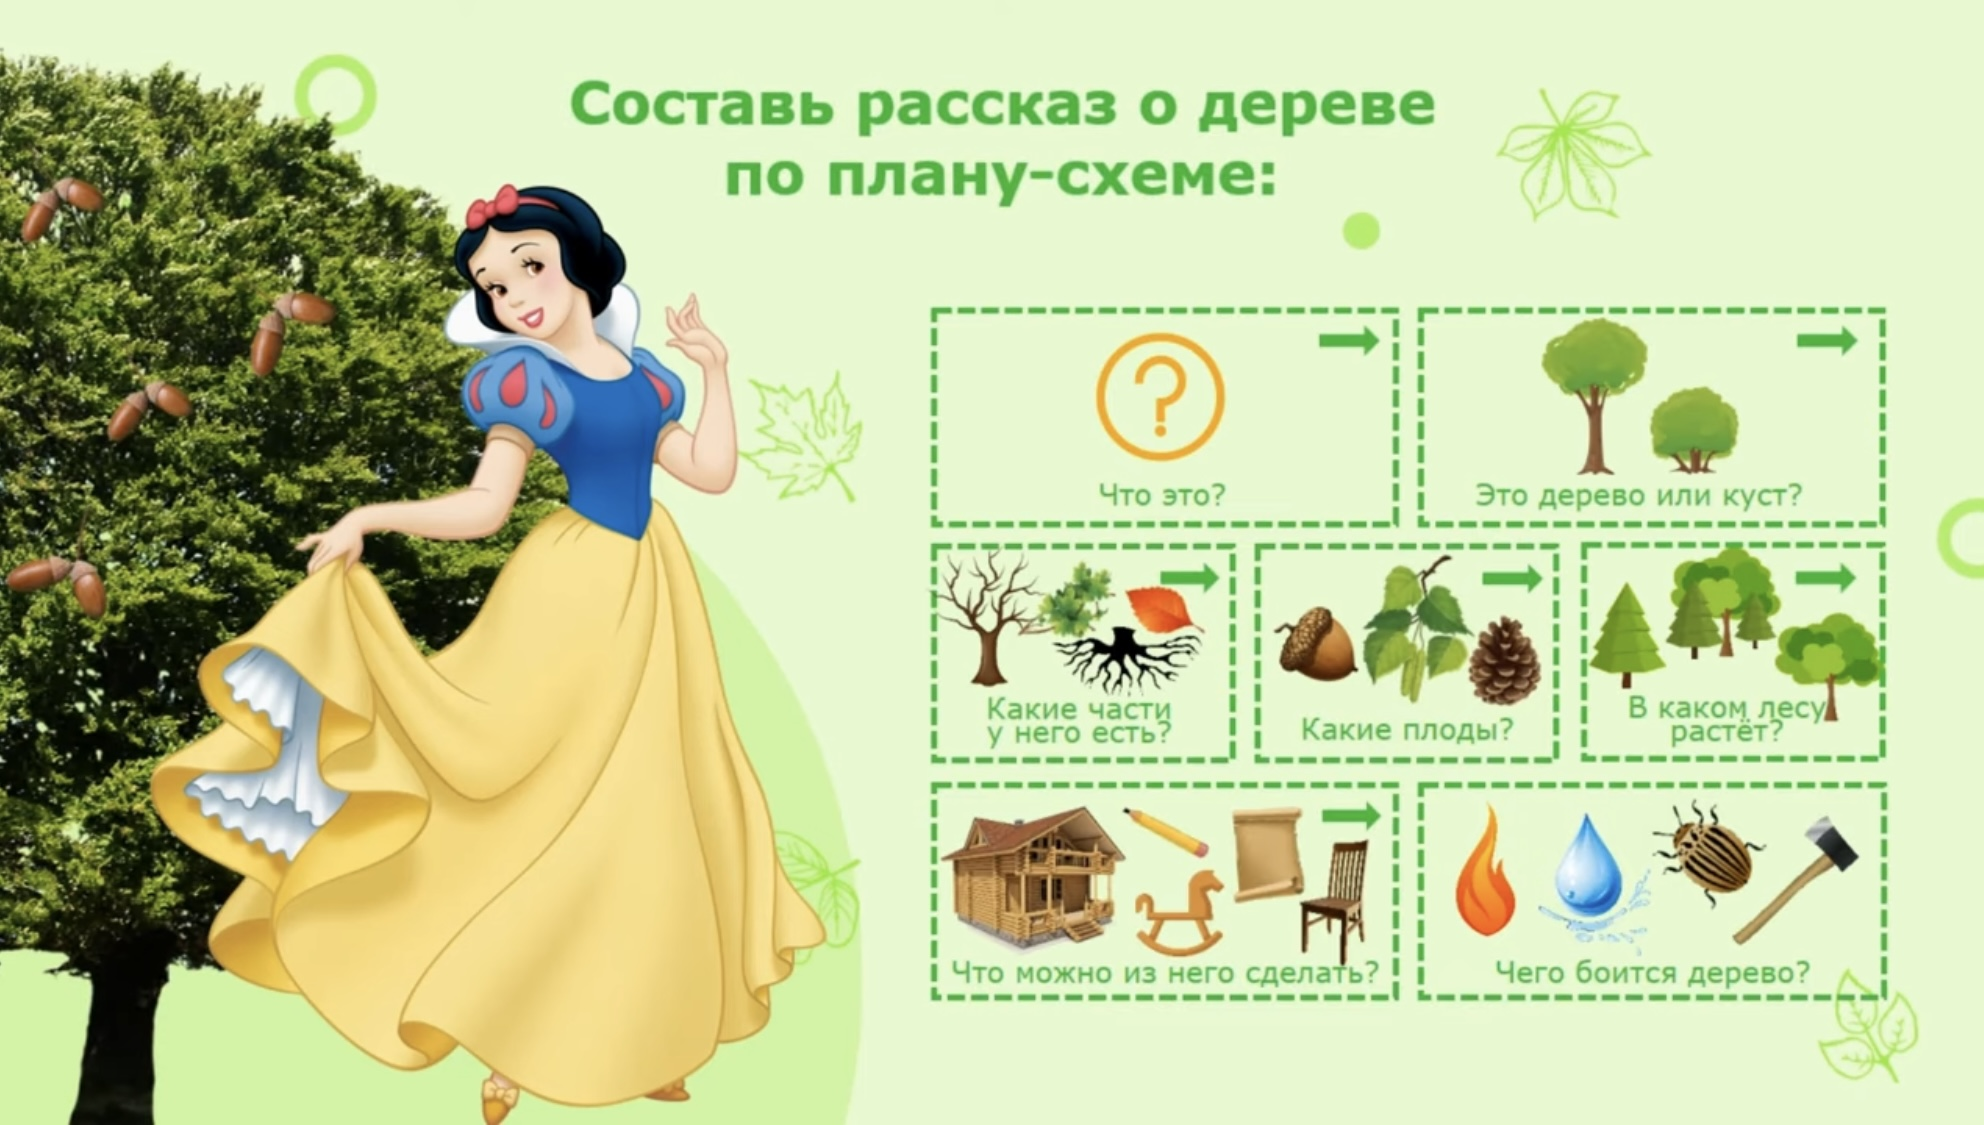 Составь рассказ о дереве
по плану-схеме:
Что это?
Это дерево или куст?
Какие части
у него есть?
Какие плоды?
В каком лесу
растёт?
Что можно из него сделать?
Чего боится дерево?